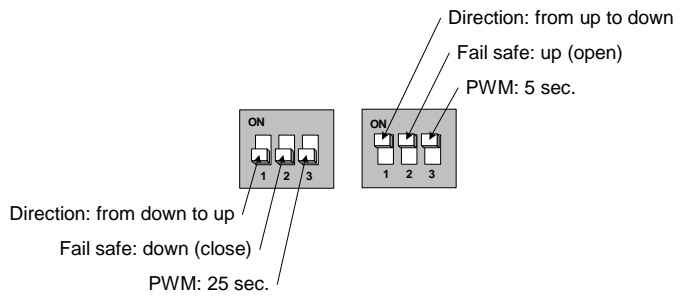 Direction: from up to down
Fail safe: up (open)
PWM: 5 sec.
ON
1 2 3
ON
1 2 3
Direction: from down to up
Fail safe: down (close)
PWM: 25 sec.